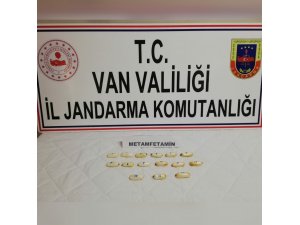 T.C.
VAN VALİLİĞİ
İL JANDARMA KOMUTANLIĞI
METAMFETAMİN